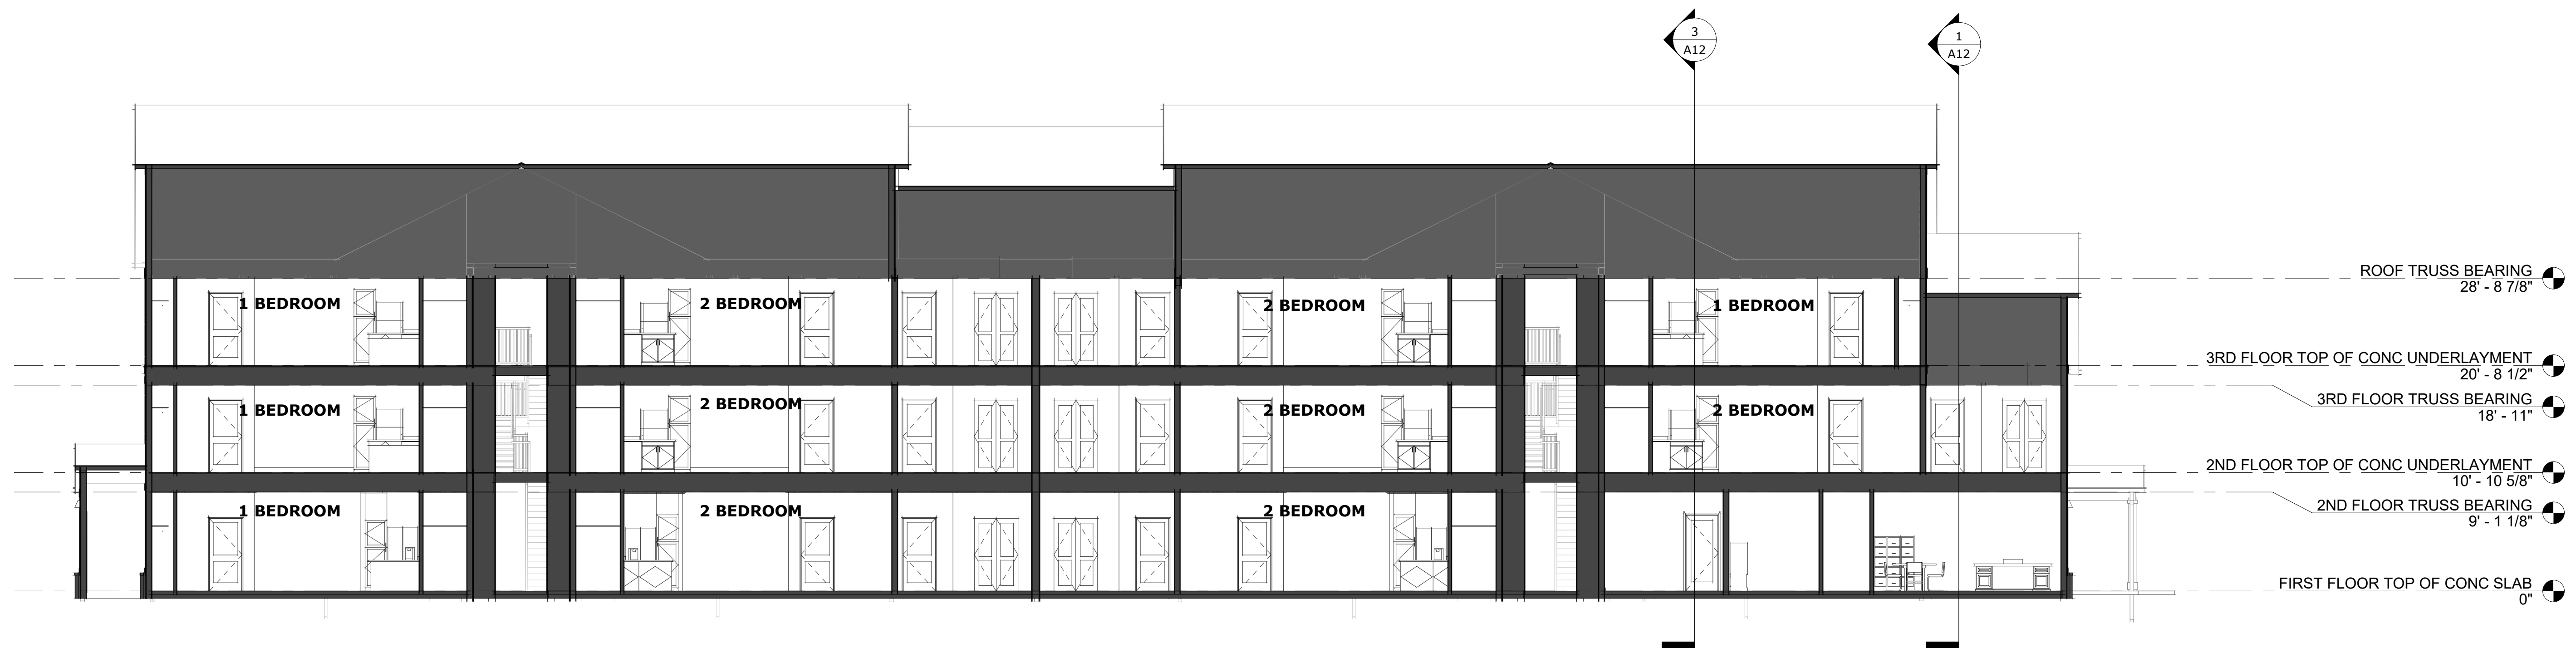 3
A12
1
A12
ROOF TRUSS BEARING
28' - 8 7/8"
1 BEDROOM
2 BEDROOM
2 BEDROOM
1 BEDROOM
3RD FLOOR TOP OF CONC UNDERLAYMENT
20' - 8 1/2"
3RD FLOOR TRUSS BEARING
18' - 11"
1 BEDROOM
2 BEDROOM
2 BEDROOM
2 BEDROOM
2ND FLOOR TOP OF CONC UNDERLAYMENT
10' - 10 5/8"
2ND FLOOR TRUSS BEARING
9' - 1 1/8"
1 BEDROOM
2 BEDROOM
2 BEDROOM
FIRST FLOOR TOP OF CONC SLAB
0"